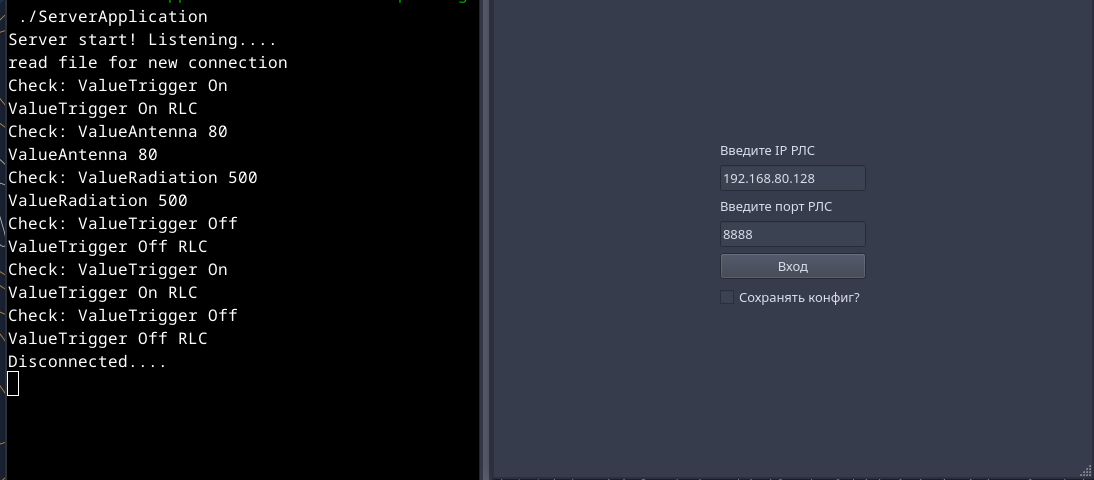 ./ServerApplication
Server start! Listening....
read file for new connection
Check: ValueTrigger On
ValueTrigger On RLC
Check: ValueAntenna 80
ValueAntenna 80
Check: ValueRadiation 500
ValueRadiation 500
Check: ValueTrigger Off
ValueTrigger Off RLC
Check: ValueTrigger On
ValueTrigger On RLC
Check: ValueTrigger Off
ValueTrigger Off RLC
Disconnected....
Введите IP РЛС
192.168.80.128
Введите порт РЛС
8888
Вход
Сохранять конфиг?